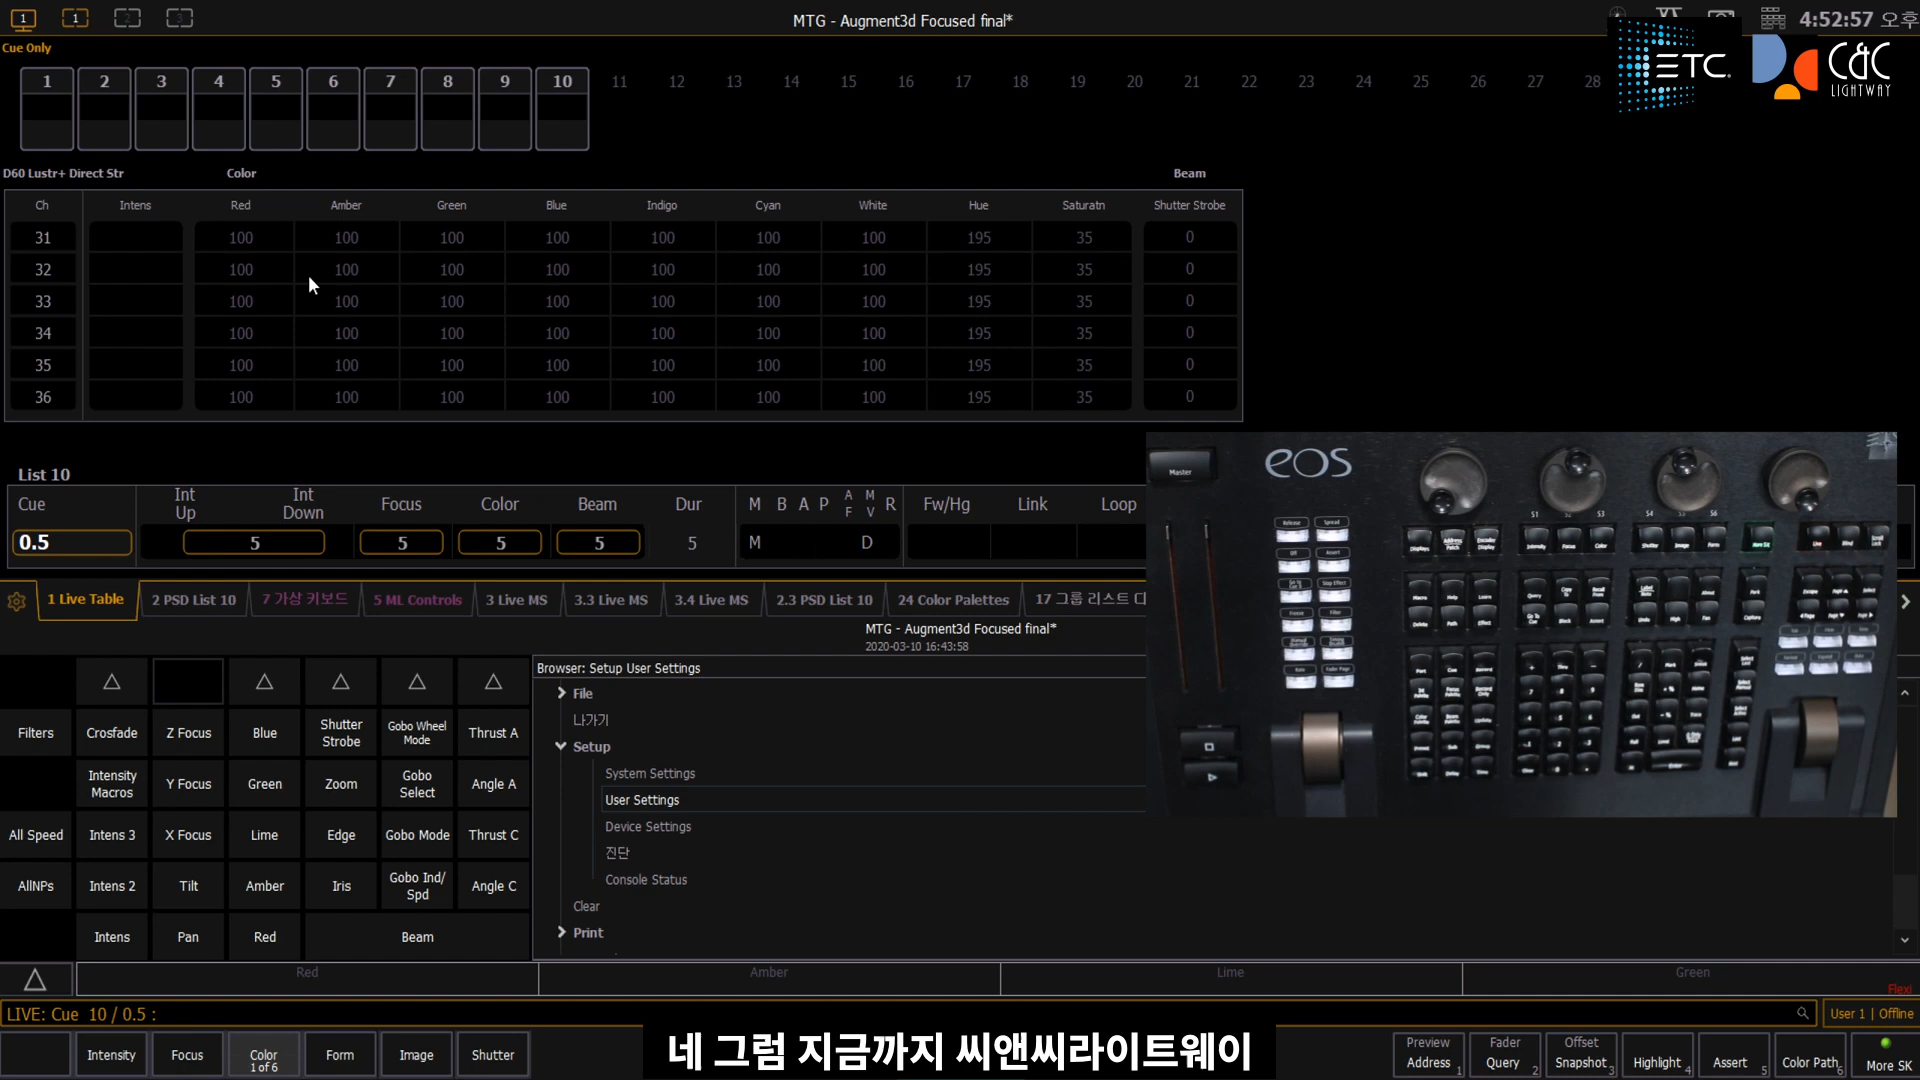 1 1 2 3 MTG - Augment3d Focused final* 4:52:57 오후
Cue Only
1 2 3 4 5 6 7 8 9 10 11 12 13 14 15 16 17 18 19 20 21 22 23 24 25 26 27 28
ETC
C&C
LIGHTWAY
D60 Lustr+ Direct Str Color Beam
Ch Intens Red Amber Green Blue Indigo Cyan White Hue Saturatn Shutter Strobe
31 100 100 100 100 100 100 100 195 35 0
32 100 100 100 100 100 100 100 195 35 0
33 100 100 100 100 100 100 100 195 35 0
34 100 100 100 100 100 100 100 195 35 0
35 100 100 100 100 100 100 100 195 35 0
36 100 100 100 100 100 100 100 195 35 0
List 10
Cue Int Up Int Down Focus Color Beam Dur M B A P AF MV R Fw/Hg Link Loop
0.5 5 5 5 5 5 M D
Master
eos
1 Live Table 2 PSD List 10 7 가상 키보드 5 ML Controls 3 Live MS 3.3 Live MS 3.4 Live MS 2.3 PSD List 10 24 Color Palettes 17 그룹 리스트 디
MTG - Augment3d Focused final*
2020-03-10 16:43:58
Browser: Setup User Settings
File
나가기
Setup
System Settings
User Settings
Device Settings
진단
Console Status
Clear
Print
Filters Crosfade Z Focus Blue Shutter Strobe Gobo Wheel Mode Thrust A
Intensity Macros Y Focus Green Zoom Gobo Select Angle A
All Speed Intens 3 X Focus Lime Edge Gobo Mode Thrust C
AllNPs Intens 2 Tilt Amber Iris Gobo Ind/ Spd Angle C
Intens Pan Red Beam
Red Amber Lime Green
Flexi
LIVE: Cue 10 / 0.5 : User 1 | Offline
Intensity Focus Color 1 of 6 Form Image Shutter
네 그럼 지금까지 씨앤씨라이트웨이
Preview Address 1 Fader Query 2 Offset Snapshot 3 Highlight 4 Assert 5 Color Path 6 More SK